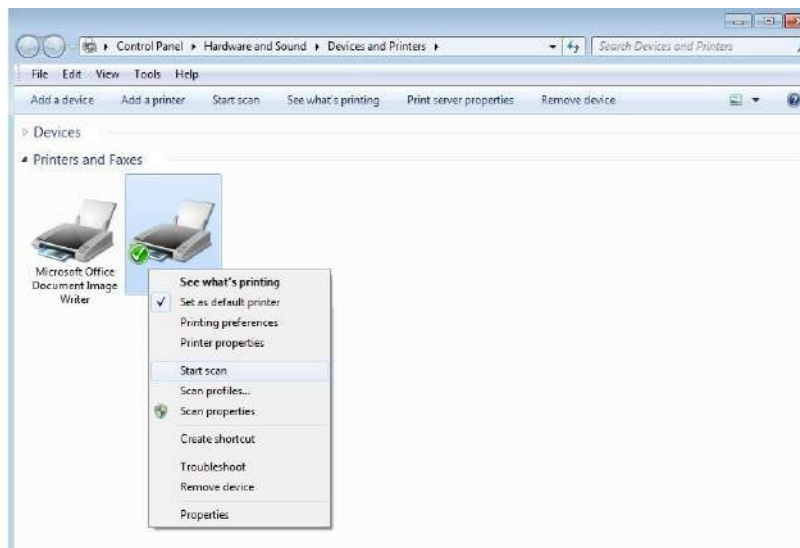 Control Panel ▸ Hardware and Sound ▸ Devices and Printers ▸ Search Devices and Printers
File Edit View Tools Help
Add a device Add a printer Start scan See what's printing Print server properties Remove device
Devices
Printers and Faxes
Microsoft Office
Document Image
Writer
See what's printing
Set as default printer
Printing preferences
Printer properties
Start scan
Scan profiles...
Scan properties
Create shortcut
Troubleshoot
Remove device
Properties